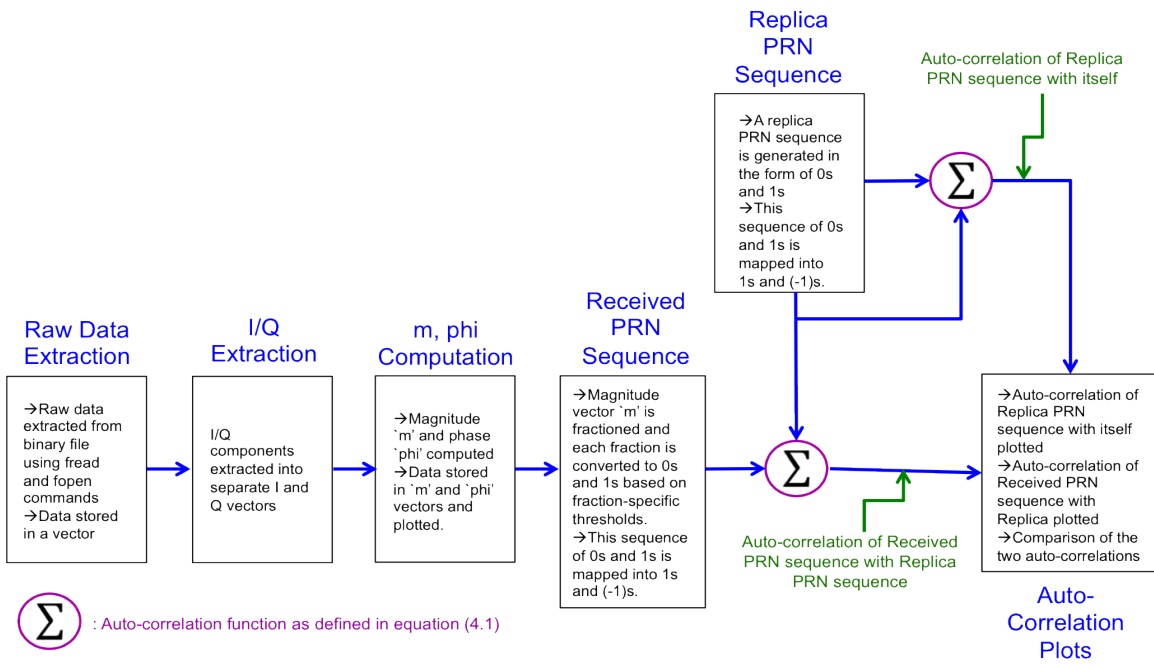 Raw Data
Extraction
→Raw data
extracted from
binary file
using fread
and fopen
commands
→Data stored
in a vector
I/Q
Extraction
I/Q
components
extracted into
separate I and
Q vectors
m, phi
Computation
→Magnitude
`m' and phase
`phi' computed
→Data stored
in `m' and `phi'
vectors and
plotted.
Received
PRN
Sequence
→Magnitude
vector `m' is
fractioned and
each fraction is
converted to 0s
and 1s based on
fraction-specific
thresholds.
→This sequence
of 0s and 1s is
mapped into 1s
and (-1)s.
Replica
PRN
Sequence
→A replica
PRN sequence
is generated in
the form of 0s
and 1s
→This
sequence of 0s
and 1s is
mapped into
1s and (-1)s.
Auto-correlation of Replica
PRN sequence with itself
Σ
Σ
Auto-correlation of Received
PRN sequence with Replica
PRN sequence
→Auto-correlation of
Replica PRN
sequence with itself
plotted
→Auto-correlation of
Received PRN
sequence with
Replica plotted
→Comparison of the
two auto-correlations
Auto-
Correlation
Plots
Σ : Auto-correlation function as defined in equation (4.1)